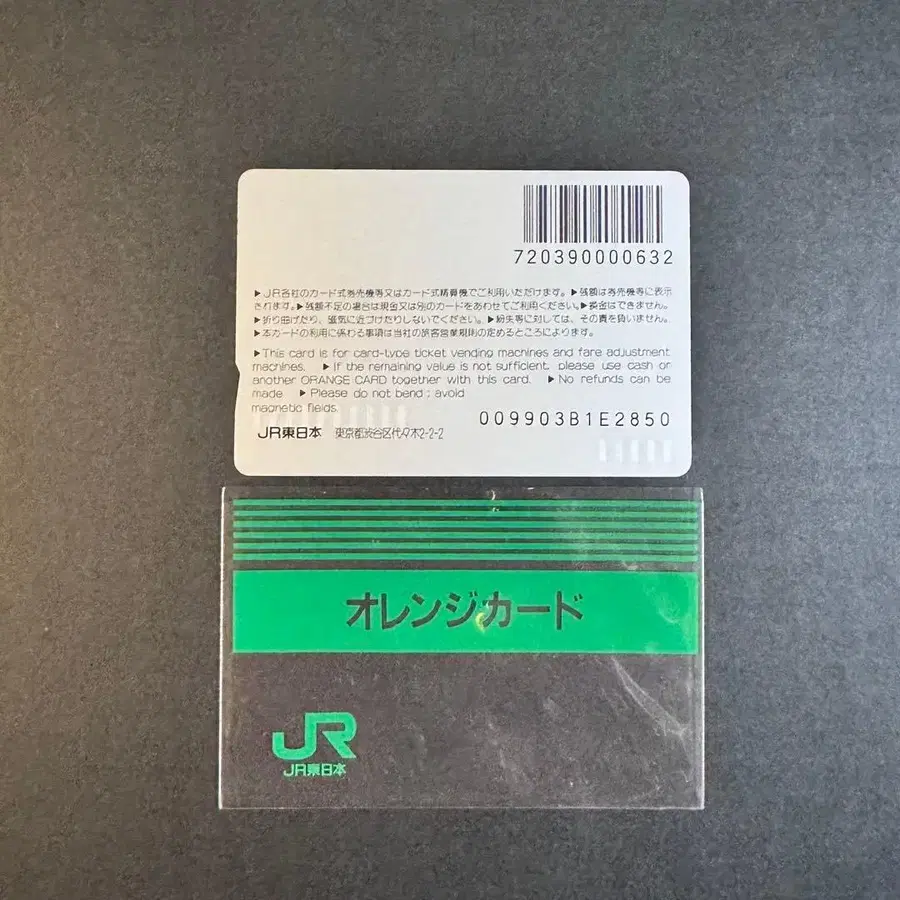 720390000632
▶JR各社のカード式券売機等又はカード式精算機でご利用いただけます。▶残額は券売機等に表示
されます。▶残額不足の場合は現金又は別のカードをあわせてご利用ください。▶換金はできません。
▶折り曲げたり、磁気に近づけたりしないでください。▶紛失等に対しては、その責を負いません。
▶本カードの利用に係わる事項は当社の旅客営業規則の定めるところによります。
▶This card is for card-type ticket vending machines and fare adjustment
machines. ▶If the remaining value is not sufficient, please use cash or
another ORANGE CARD together with this card. ▶No refunds can be
made. ▶Please do not bend ; avoid
magnetic fields.
009903B1E2850
JR東日本 東京都渋谷区代々木2-2-2
オレンジカード
JR
JR東日本